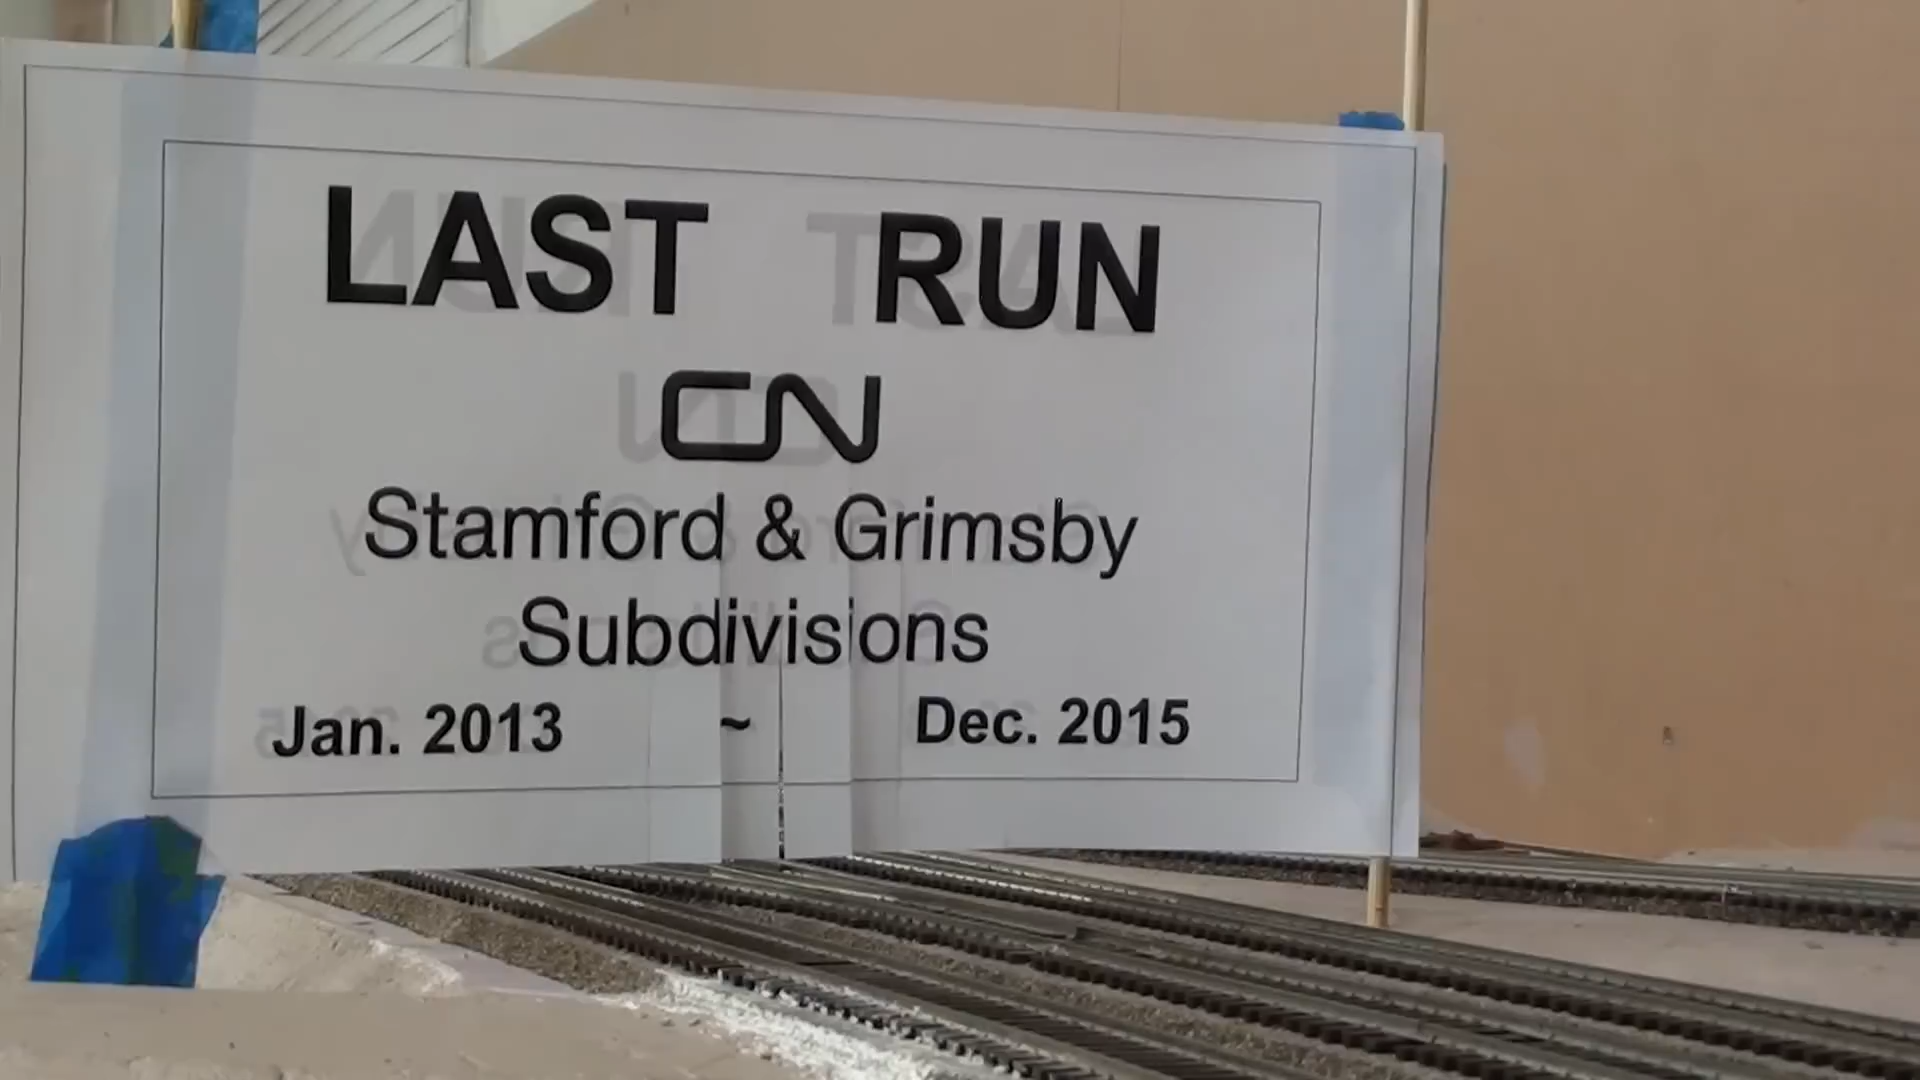 LAST RUN
CN
Stamford & Grimsby
Subdivisions
Jan. 2013 ~ Dec. 2015